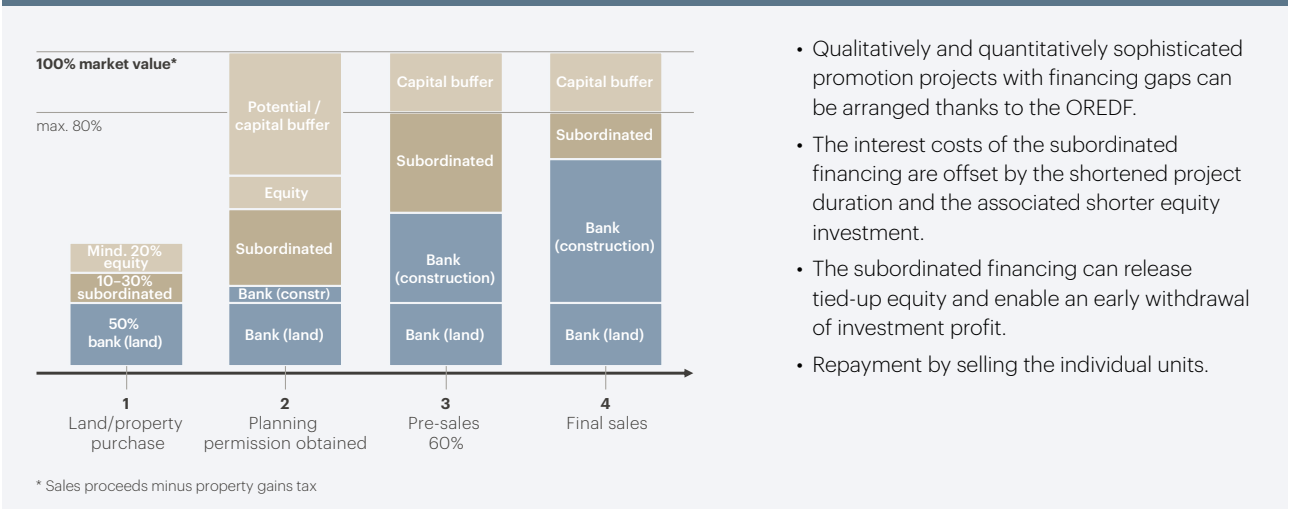 100% market value*
max. 80%
Mind. 20%
equity
10–30%
subordinated
50%
bank (land)
Potential /
capital buffer
Equity
Subordinated
Bank (constr)
Bank (land)
Capital buffer
Subordinated
Bank
(construction)
Bank (land)
Capital buffer
Subordinated
Bank
(construction)
Bank (land)
1
Land/property
purchase
2
Planning
permission obtained
3
Pre-sales
60%
4
Final sales
* Sales proceeds minus property gains tax
• Qualitatively and quantitatively sophisticated
promotion projects with financing gaps can
be arranged thanks to the OREDF.
• The interest costs of the subordinated
financing are offset by the shortened project
duration and the associated shorter equity
investment.
• The subordinated financing can release
tied-up equity and enable an early withdrawal
of investment profit.
• Repayment by selling the individual units.